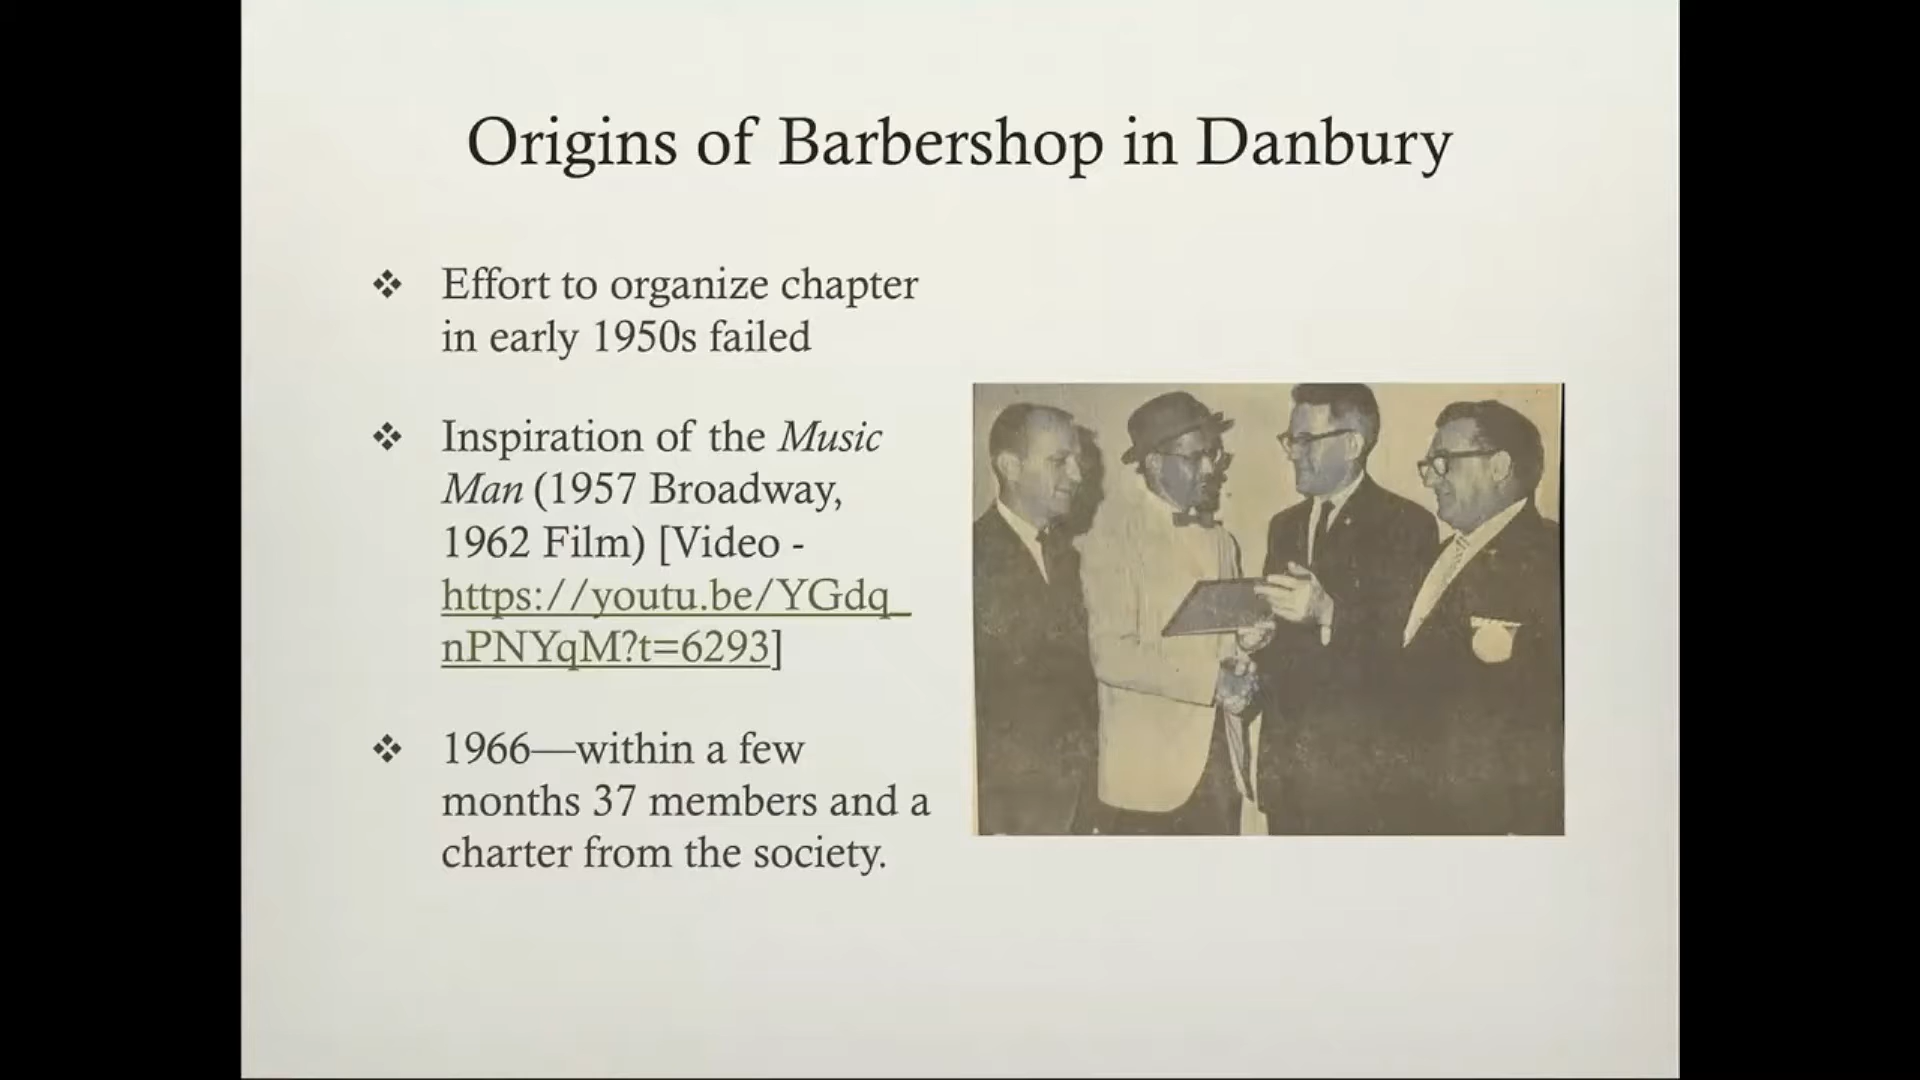 Origins of Barbershop in Danbury
❖ Effort to organize chapter
in early 1950s failed
❖ Inspiration of the Music
Man (1957 Broadway,
1962 Film) [Video -
https://youtu.be/YGdq_
nPNYqM?t=6293]
❖ 1966—within a few
months 37 members and a
charter from the society.